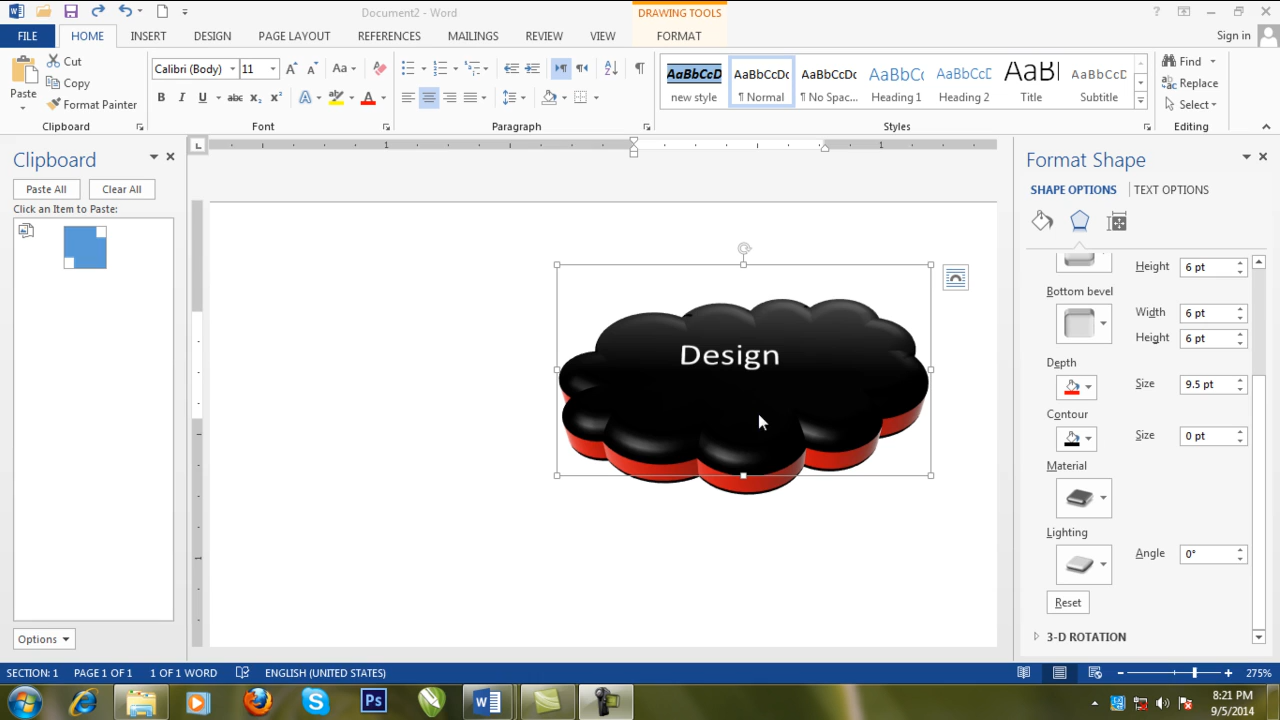 Document2 - Word
DRAWING TOOLS
Sign in
FILE
HOME
INSERT
DESIGN
PAGE LAYOUT
REFERENCES
MAILINGS
REVIEW
VIEW
FORMAT
Paste
Cut
Copy
Format Painter
Clipboard
Calibri (Body)
11
Font
Paragraph
AaBbCcD
new style
AaBbCcDc
¶ Normal
AaBbCcDc
¶ No Spac...
AaBbC
Heading 1
AaBbCcD
Heading 2
AaBl
Title
AaBbCcD
Subtitle
Styles
Find
Replace
Select
Editing
Clipboard
Paste All
Clear All
Click an Item to Paste:
Options
1
1
1
Design
Format Shape
SHAPE OPTIONS
TEXT OPTIONS
Height
6 pt
Bottom bevel
Width
6 pt
Height
6 pt
Depth
Size
9.5 pt
Contour
Size
0 pt
Material
Lighting
Angle
0°
Reset
3-D ROTATION
SECTION: 1
PAGE 1 OF 1
1 OF 1 WORD
ENGLISH (UNITED STATES)
275%
8:21 PM
9/5/2014